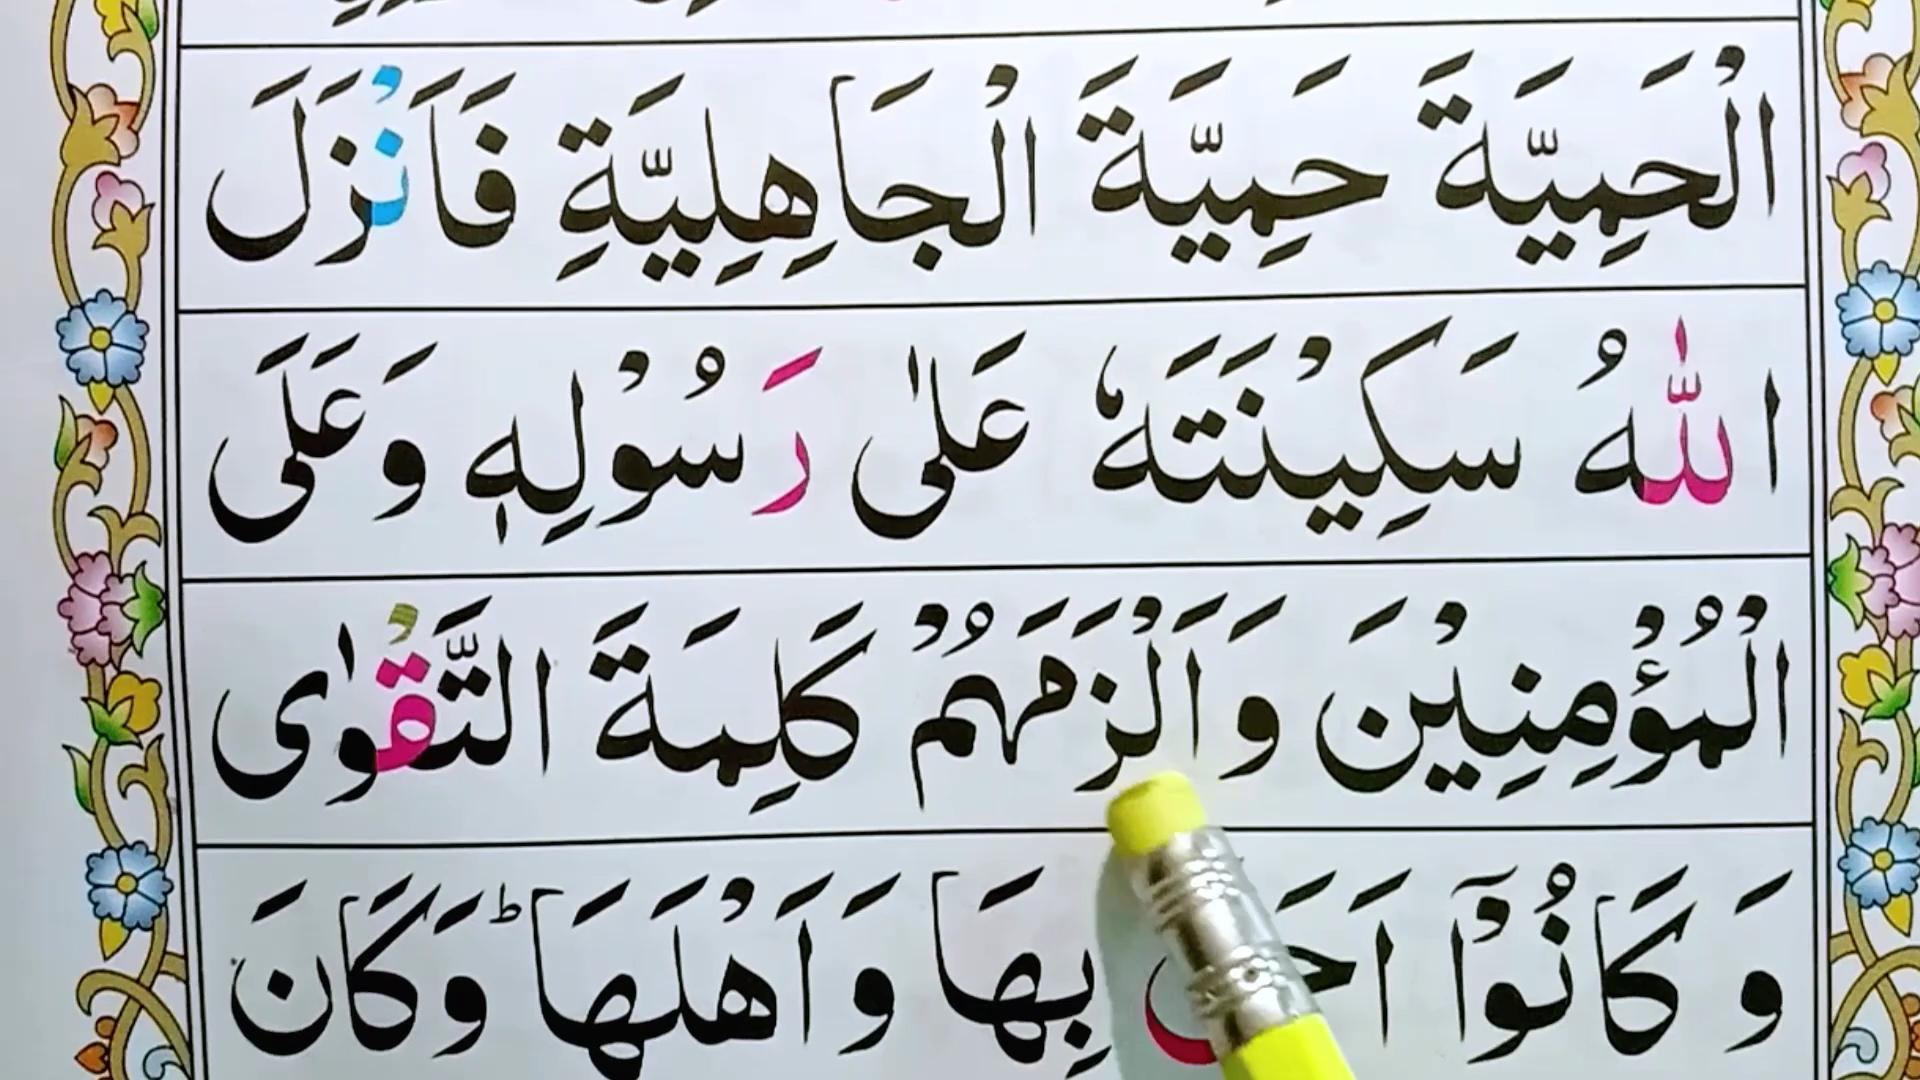 الْحَمِيَّةَ حَمِيَّةَ الْجَاهِلِيَّةِ فَاَنْزَلَ
اللّٰهُ سَكِيْنَتَهٗ عَلٰى رَسُوْلِهٖ وَعَلَى
الْمُؤْمِنِيْنَ وَاَلْزَمَهُمْ كَلِمَةَ التَّقْوٰى
وَكَانُوْۤا بِهَا وَاَهْلَهَا ؕ وَكَانَ